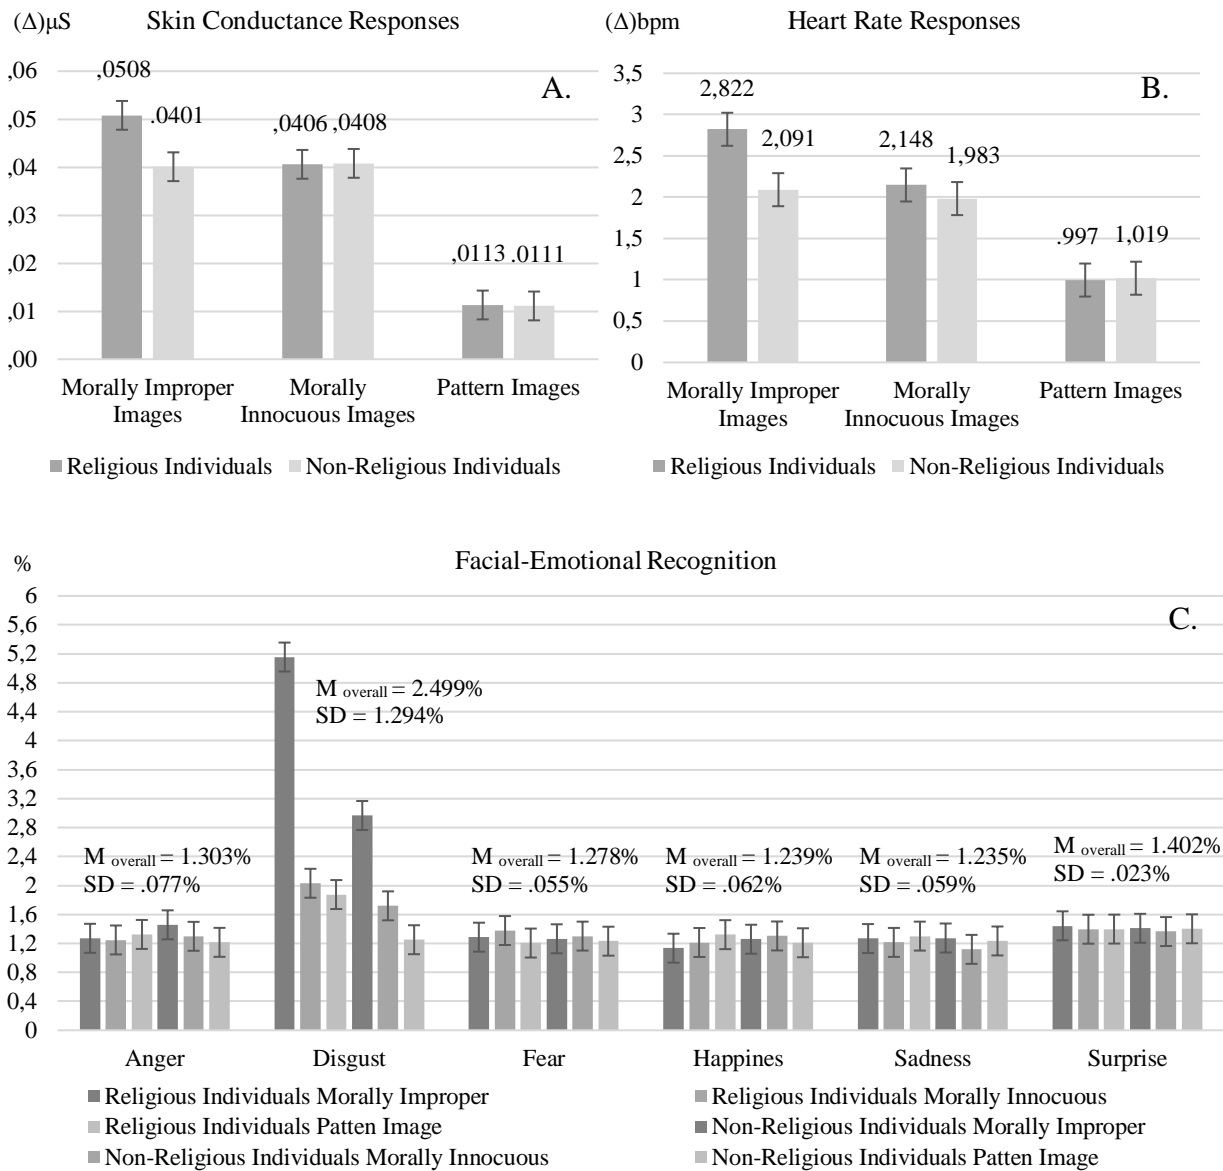 (Δ)μS Skin Conductance Responses
,06
,05
,04
,03
,02
,01
,00
A.
,0508
.0401
,0406 ,0408
,0113 .0111
Morally Improper Images
Morally Innocuous Images
Pattern Images
Religious Individuals Non-Religious Individuals
(Δ)bpm Heart Rate Responses
3,5
3
2,5
2
1,5
1
0,5
0
B.
2,822
2,091
2,148
1,983
.997 1,019
Morally Improper Images
Morally Innocuous Images
Pattern Images
Religious Individuals Non-Religious Individuals
% Facial-Emotional Recognition
6
5,6
5,2
4,8
4,4
4
3,6
3,2
2,8
2,4
2
1,6
1,2
0,8
0,4
0
C.
M overall = 1.303%
SD = .077%
M overall = 2.499%
SD = 1.294%
M overall = 1.278%
SD = .055%
M overall = 1.239%
SD = .062%
M overall = 1.235%
SD = .059%
M overall = 1.402%
SD = .023%
Anger Disgust Fear Happines Sadness Surprise
Religious Individuals Morally Improper Religious Individuals Morally Innocuous
Religious Individuals Patten Image Non-Religious Individuals Morally Improper
Non-Religious Individuals Morally Innocuous Non-Religious Individuals Patten Image